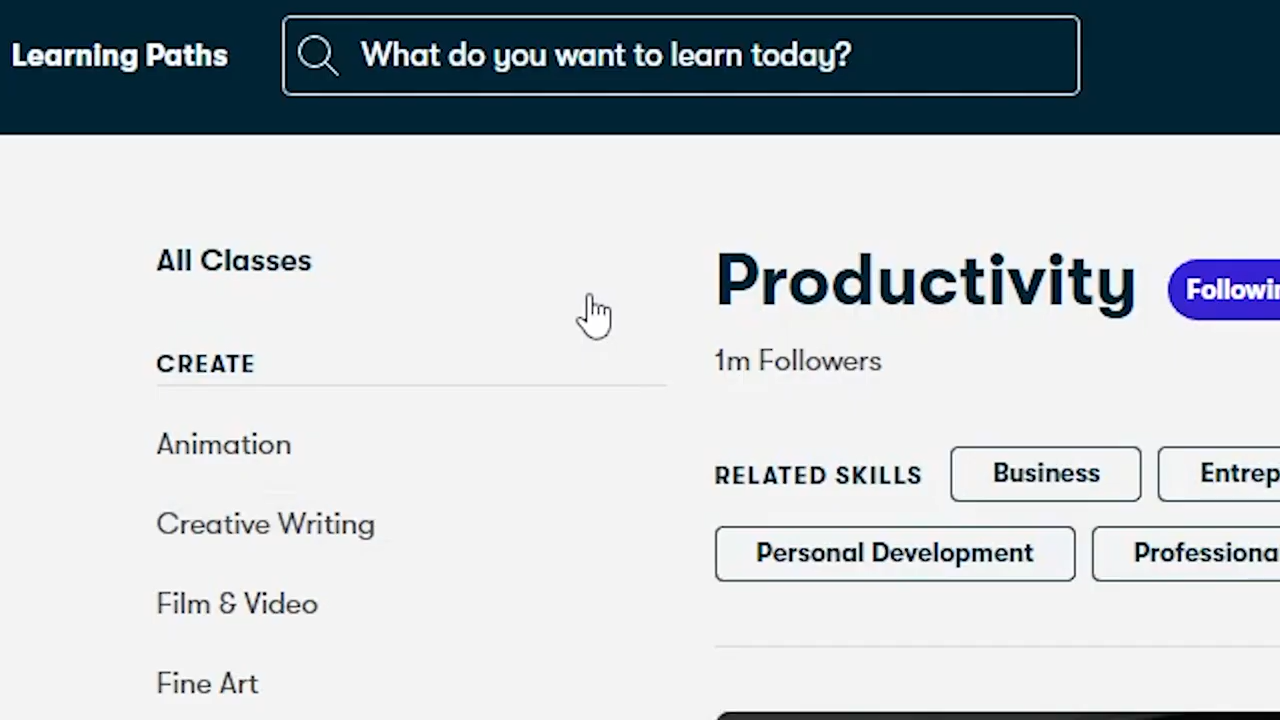 Learning Paths
What do you want to learn today?
All Classes
CREATE
Animation
Creative Writing
Film & Video
Fine Art
Productivity
1m Followers
RELATED SKILLS
Business
Personal Development